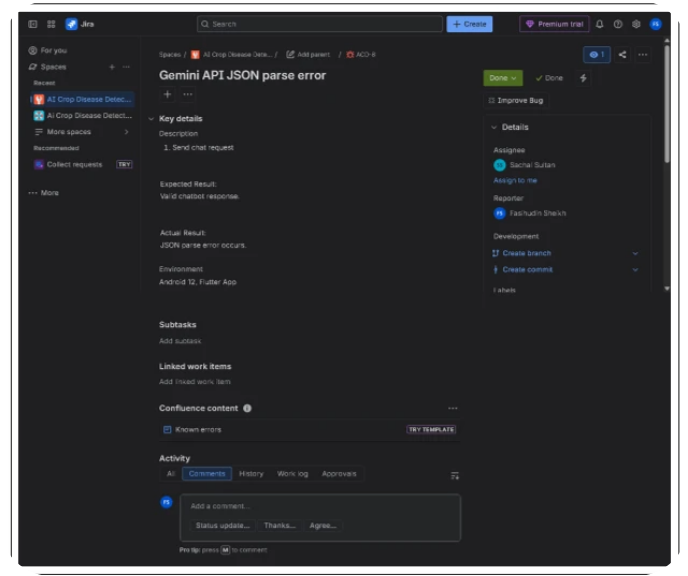 Jira
Search
+ Create
Premium trial
FS
For you
Spaces
Recent
AI Crop Disease Detec...
AI Crop Disease Detect...
More spaces
Recommended
Collect requests TRY
More
Spaces / AI Crop Disease Dete... / Add parent / ACD-8
Gemini API JSON parse error
Key details
Description
1. Send chat request
Expected Result:
Valid chatbot response.
Actual Result:
JSON parse error occurs.
Environment
Android 12, Flutter App
Subtasks
Add subtask
Linked work items
Add linked work item
Confluence content
Known errors TRY TEMPLATE
Activity
All Comments History Work log Approvals
FS
Add a comment...
Status update... Thanks... Agree...
Pro tip: press M to comment
1
Done
Done
Improve Bug
Details
Assignee
Sachal Sultan
Assign to me
Reporter
FS Fasihudin Sheikh
Development
Create branch
Create commit
Labels